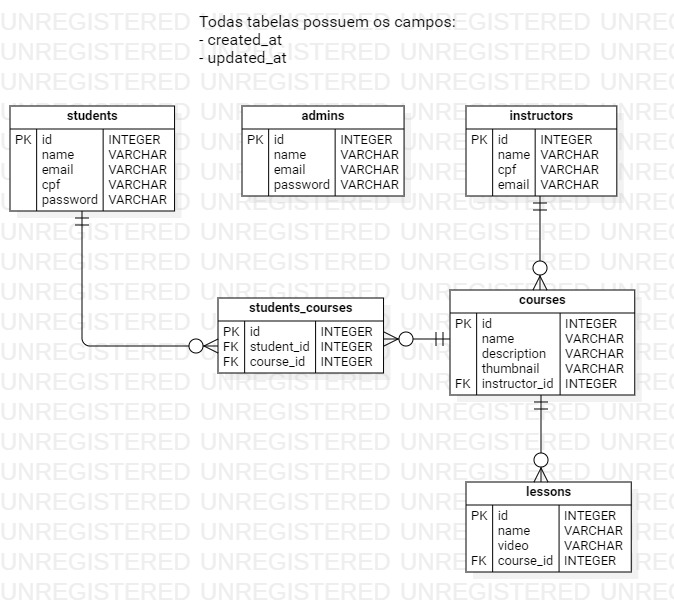 Todas tabelas possuem os campos:
- created_at
- updated_at
students
PK id INTEGER
name VARCHAR
email VARCHAR
cpf VARCHAR
password VARCHAR
admins
PK id INTEGER
name VARCHAR
email VARCHAR
password VARCHAR
instructors
PK id INTEGER
name VARCHAR
cpf VARCHAR
email VARCHAR
students_courses
PK id INTEGER
FK student_id INTEGER
FK course_id INTEGER
courses
PK id INTEGER
name VARCHAR
description VARCHAR
thumbnail VARCHAR
FK instructor_id INTEGER
lessons
PK id INTEGER
name VARCHAR
video VARCHAR
FK course_id INTEGER
UNREGISTERED